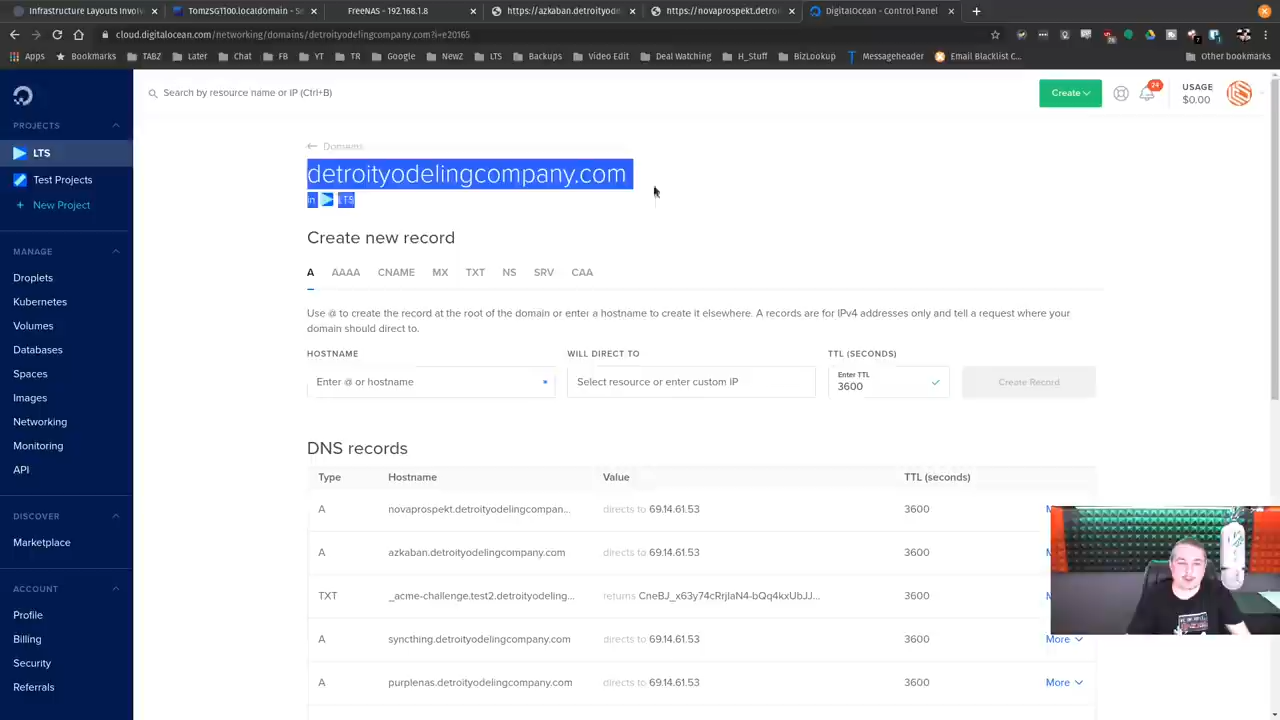 Infrastructure Layouts Involv
TomzSG1100.localdomain - S
FreeNAS - 192.168.1.8
https://azkaban.detroityod
https://novaprospekt.detro
DigitalOcean - Control Panel
cloud.digitalocean.com/networking/domains/detroityodelingcompany.com?i=e20165
Apps
Bookmarks
TABZ
Later
Chat
FB
YT
TR
Google
NewZ
LTS
Backups
Video Edit
Deal Watching
H_Stuff
BizLookup
Messageheader
Email Blacklist C...
Other bookmarks
Search by resource name or IP (Ctrl+B)
Create
24
USAGE
$0.00
PROJECTS
LTS
Test Projects
+ New Project
MANAGE
Droplets
Kubernetes
Volumes
Databases
Spaces
Images
Networking
Monitoring
API
DISCOVER
Marketplace
ACCOUNT
Profile
Billing
Security
Referrals
← Domains
detroityodelingcompany.com
in LTS
Create new record
A AAAA CNAME MX TXT NS SRV CAA
Use @ to create the record at the root of the domain or enter a hostname to create it elsewhere. A records are for IPv4 addresses only and tell a request where your
domain should direct to.
HOSTNAME
WILL DIRECT TO
TTL (SECONDS)
Enter @ or hostname
Select resource or enter custom IP
Enter TTL
3600
Create Record
DNS records
Type Hostname Value TTL (seconds)
A novaprospekt.detroityodelingcompan... directs to 69.14.61.53 3600
A azkaban.detroityodelingcompany.com directs to 69.14.61.53 3600
TXT _acme-challenge.test2.detroityodeling... returns CneBJ_x63y74cRrjIaN4-bQq4kxUbJJ... 3600
A syncthing.detroityodelingcompany.com directs to 69.14.61.53 3600 More
A purplenas.detroityodelingcompany.com directs to 69.14.61.53 3600 More